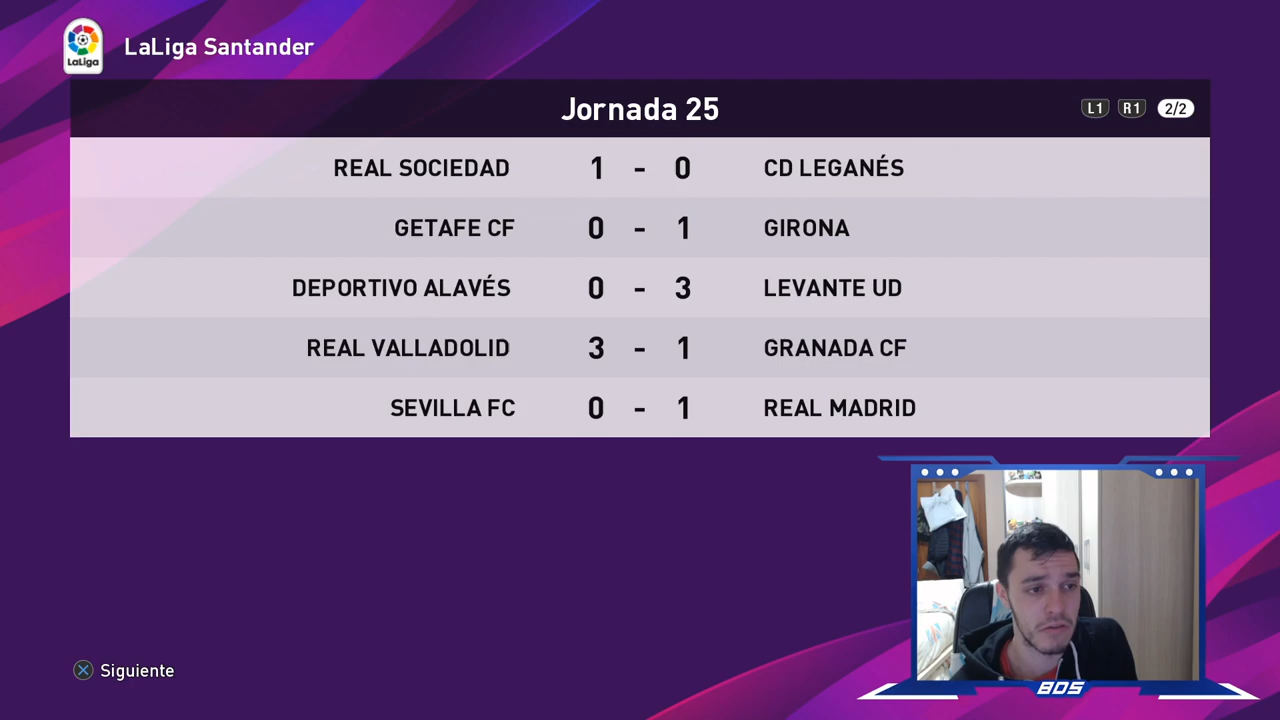 LaLiga
LaLiga Santander
Jornada 25
L1 R1 2/2
REAL SOCIEDAD 1 - 0 CD LEGANÉS
GETAFE CF 0 - 1 GIRONA
DEPORTIVO ALAVÉS 0 - 3 LEVANTE UD
REAL VALLADOLID 3 - 1 GRANADA CF
SEVILLA FC 0 - 1 REAL MADRID
Siguiente
BDS